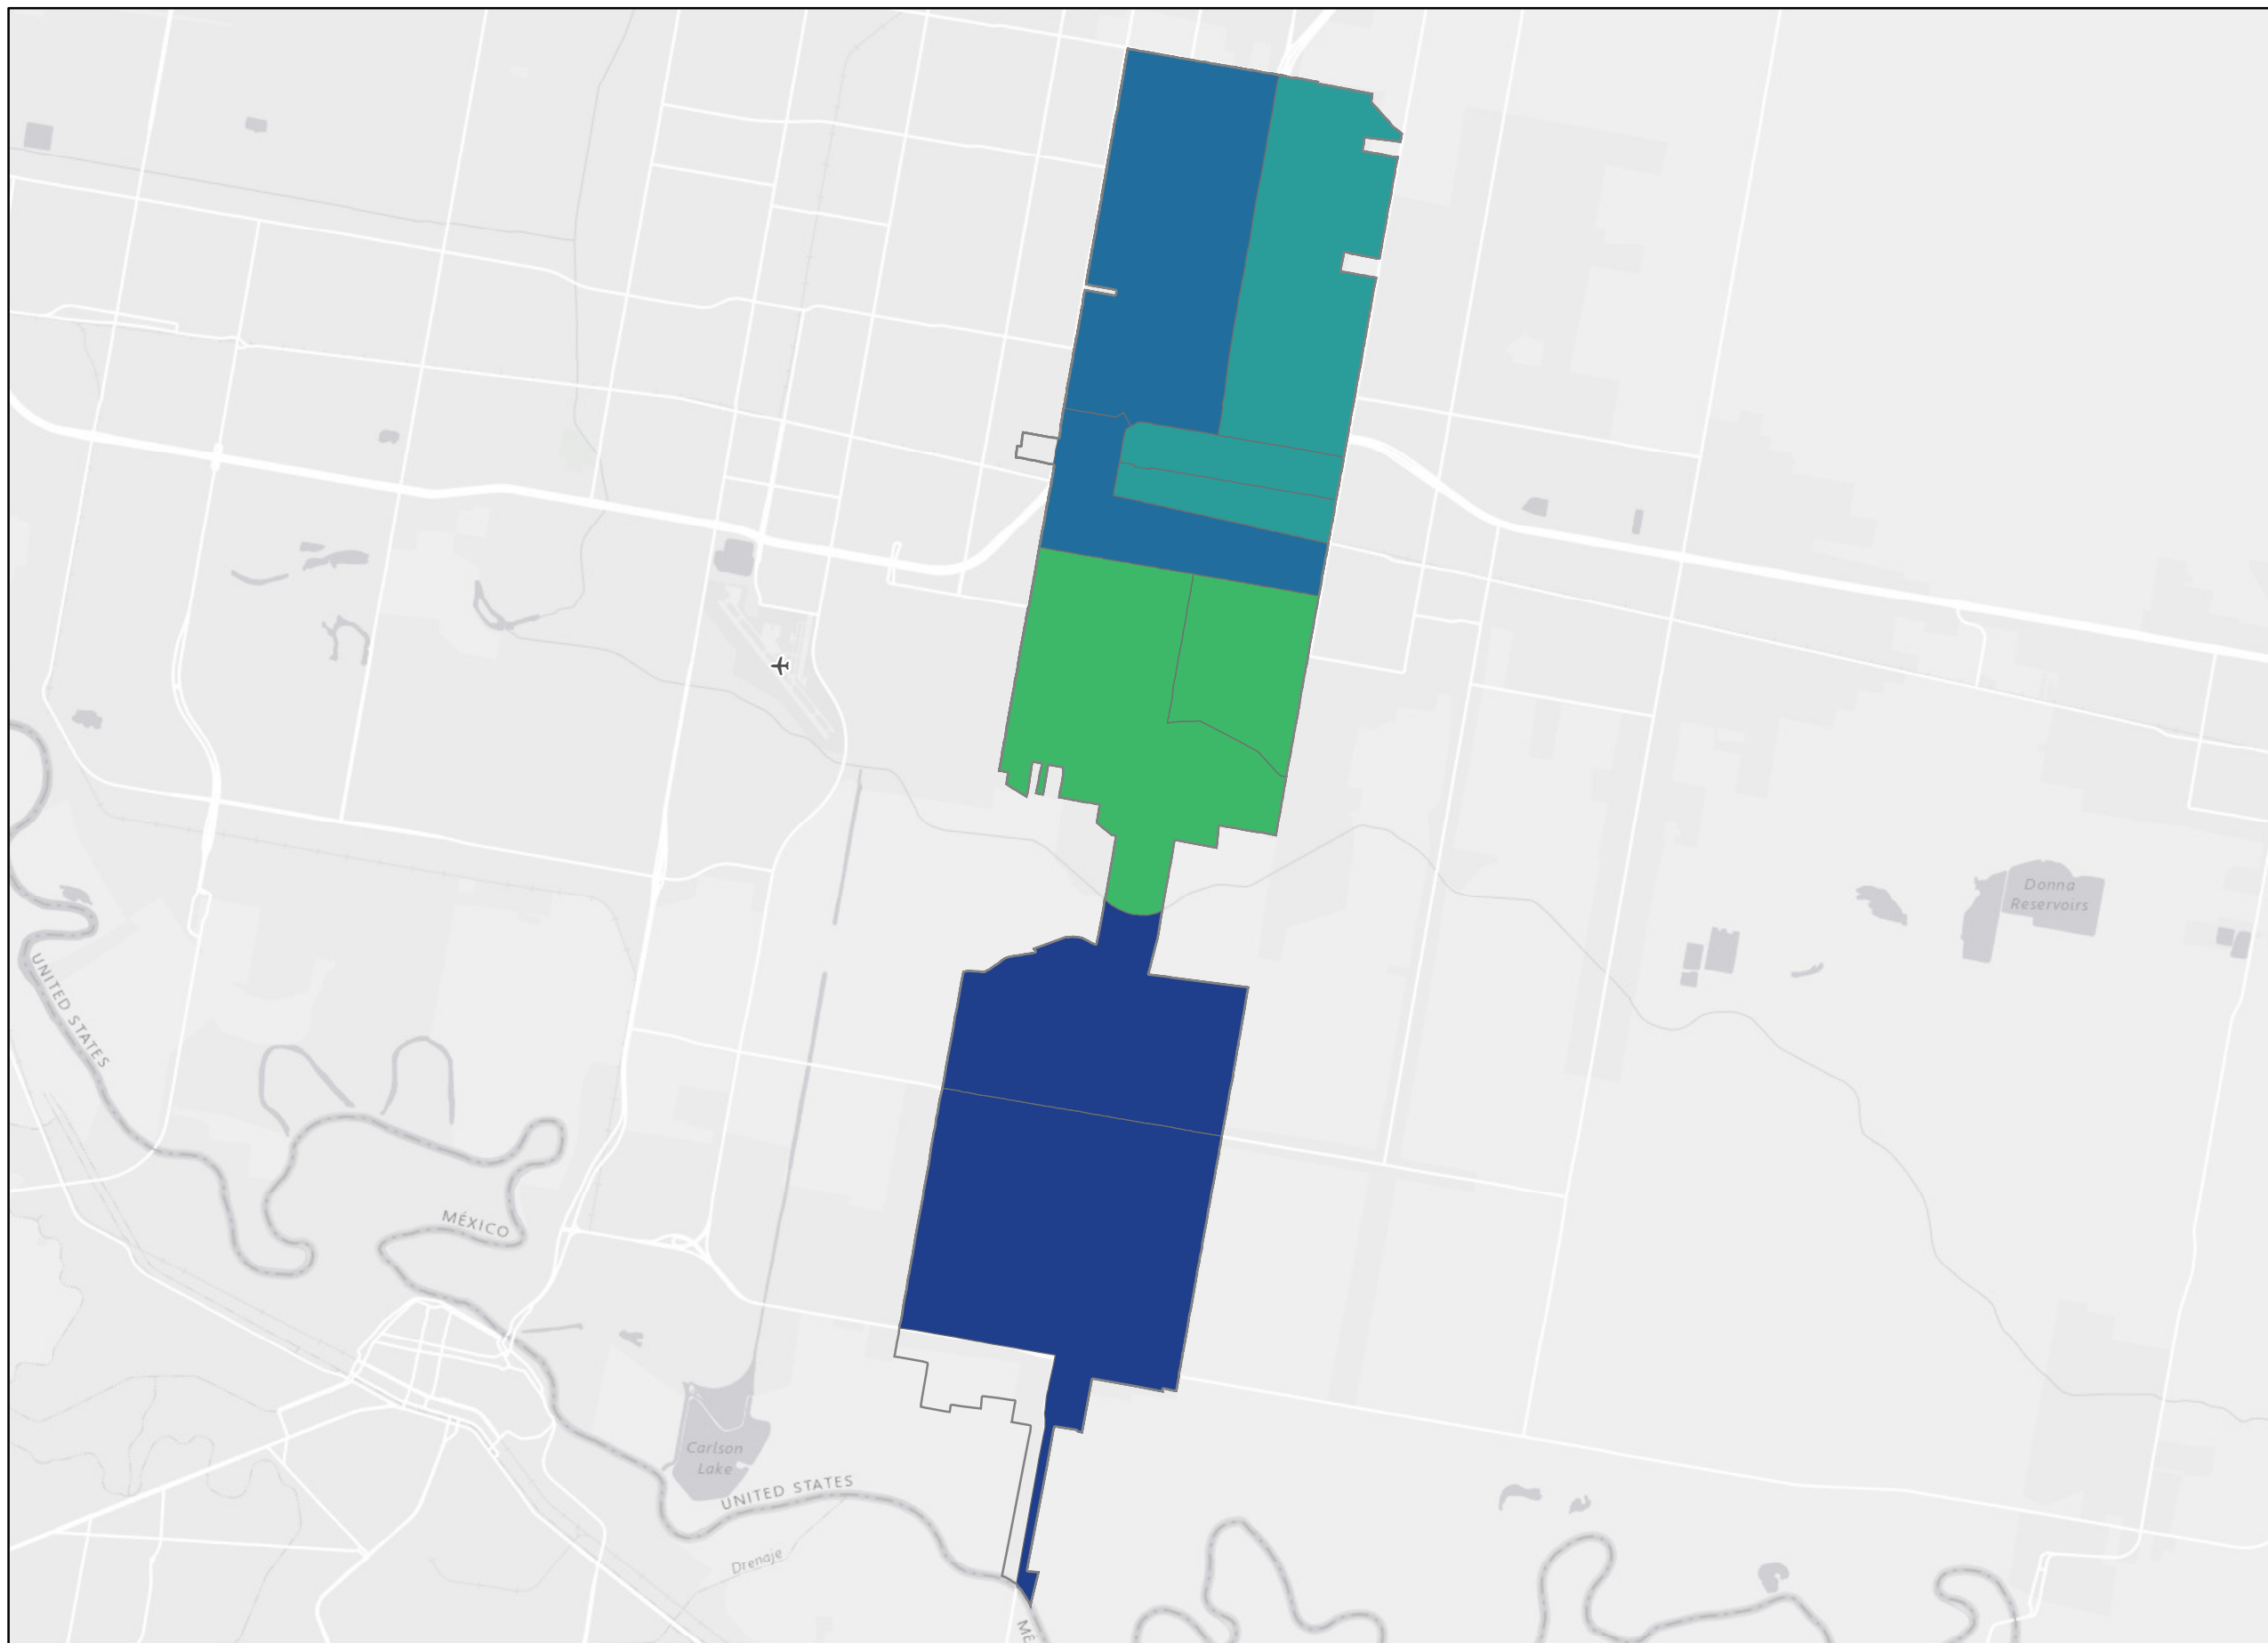 Donna
Reservoirs
UNITED STATES
MÉXICO
Carlson
Lake
UNITED STATES
Drenaje